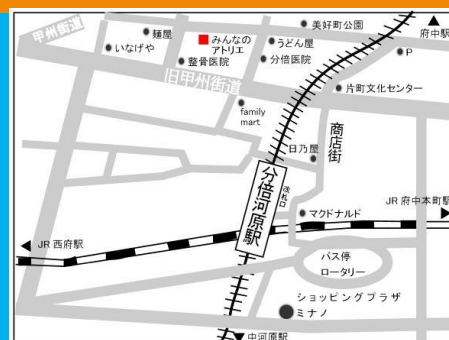 美好町公園
府中駅
甲州街道
麺屋
みんなの
アトリエ
うどん屋
いなげや
整骨医院
分倍医院
P
旧甲州街道
片町文化センター
family
mart
商店街
日乃屋
分倍河原駅
改札口
マクドナルド
JR 府中本町駅
JR 西府駅
バス停
ロータリー
ショッピングプラザ
ミナノ
中河原駅